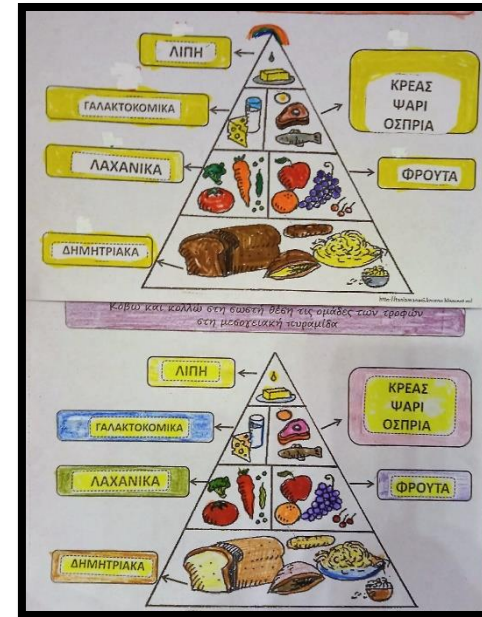 ΛΙΠΗ
ΓΑΛΑΚΤΟΚΟΜΙΚΑ
ΚΡΕΑΣ
ΨΑΡΙ
ΟΣΠΡΙΑ
ΛΑΧΑΝΙΚΑ
ΦΡΟΥΤΑ
ΔΗΜΗΤΡΙΑΚΑ
Κόβω και κολλώ στη σωστή θέση τις ομάδες των τροφών
στη μεσογειακή πυραμίδα
ΛΙΠΗ
ΚΡΕΑΣ
ΨΑΡΙ
ΟΣΠΡΙΑ
ΓΑΛΑΚΤΟΚΟΜΙΚΑ
ΛΑΧΑΝΙΚΑ
ΦΡΟΥΤΑ
ΔΗΜΗΤΡΙΑΚΑ